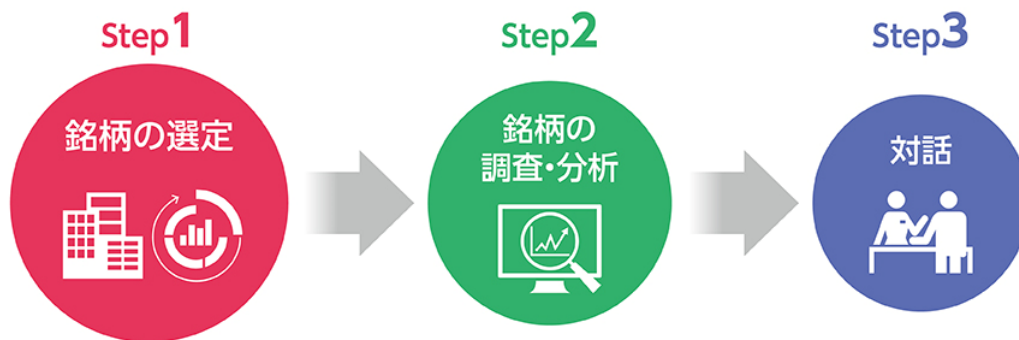 Step1
銘柄の選定
Step2
銘柄の
調査・分析
Step3
対話